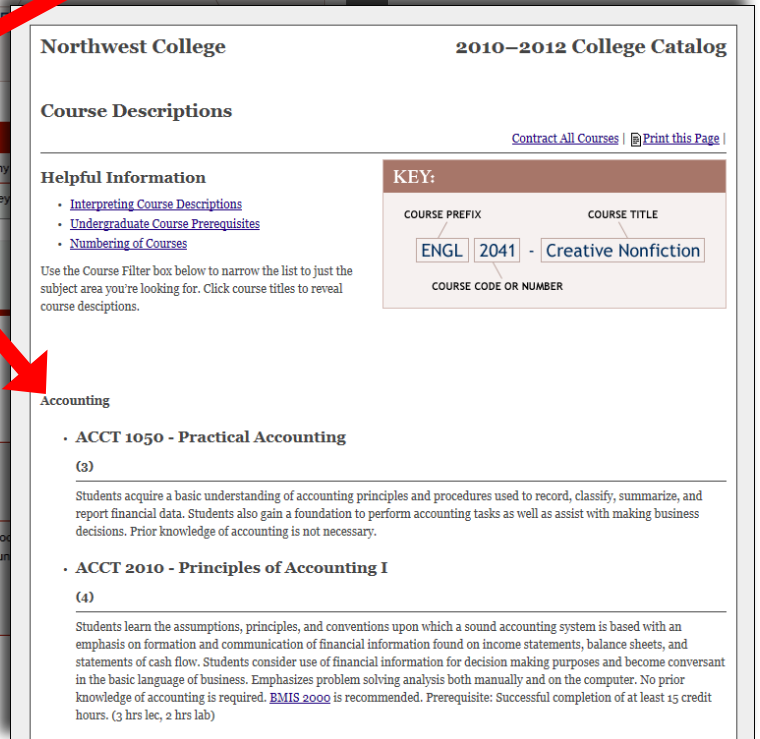 Northwest College 2010–2012 College Catalog
Course Descriptions
Contract All Courses | Print this Page |
Helpful Information
• Interpreting Course Descriptions
• Undergraduate Course Prerequisites
• Numbering of Courses
Use the Course Filter box below to narrow the list to just the
subject area you're looking for. Click course titles to reveal
course desciptions.
KEY:
COURSE PREFIX COURSE TITLE
ENGL 2041 - Creative Nonfiction
COURSE CODE OR NUMBER
Accounting
• ACCT 1050 - Practical Accounting
(3)
Students acquire a basic understanding of accounting principles and procedures used to record, classify, summarize, and
report financial data. Students also gain a foundation to perform accounting tasks as well as assist with making business
decisions. Prior knowledge of accounting is not necessary.
• ACCT 2010 - Principles of Accounting I
(4)
Students learn the assumptions, principles, and conventions upon which a sound accounting system is based with an
emphasis on formation and communication of financial information found on income statements, balance sheets, and
statements of cash flow. Students consider use of financial information for decision making purposes and become conversant
in the basic language of business. Emphasizes problem solving analysis both manually and on the computer. No prior
knowledge of accounting is required. BMIS 2000 is recommended. Prerequisite: Successful completion of at least 15 credit
hours. (3 hrs lec, 2 hrs lab)